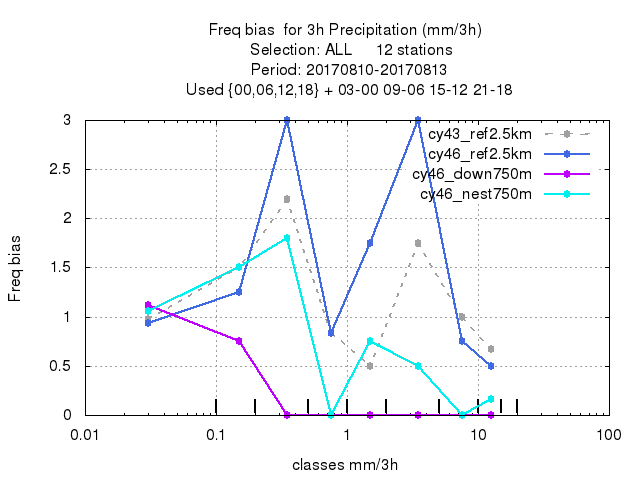 Freq bias  for 3h Precipitation (mm/3h)
Selection: ALL     12 stations
Period: 20170810-20170813
Used {00,06,12,18} + 03-00 09-06 15-12 21-18
cy43_ref2.5km
cy46_ref2.5km
cy46_down750m
cy46_nest750m
3
2.5
2
1.5
1
0.5
0
Freq bias
0.01 0.1 1 10 100
classes mm/3h